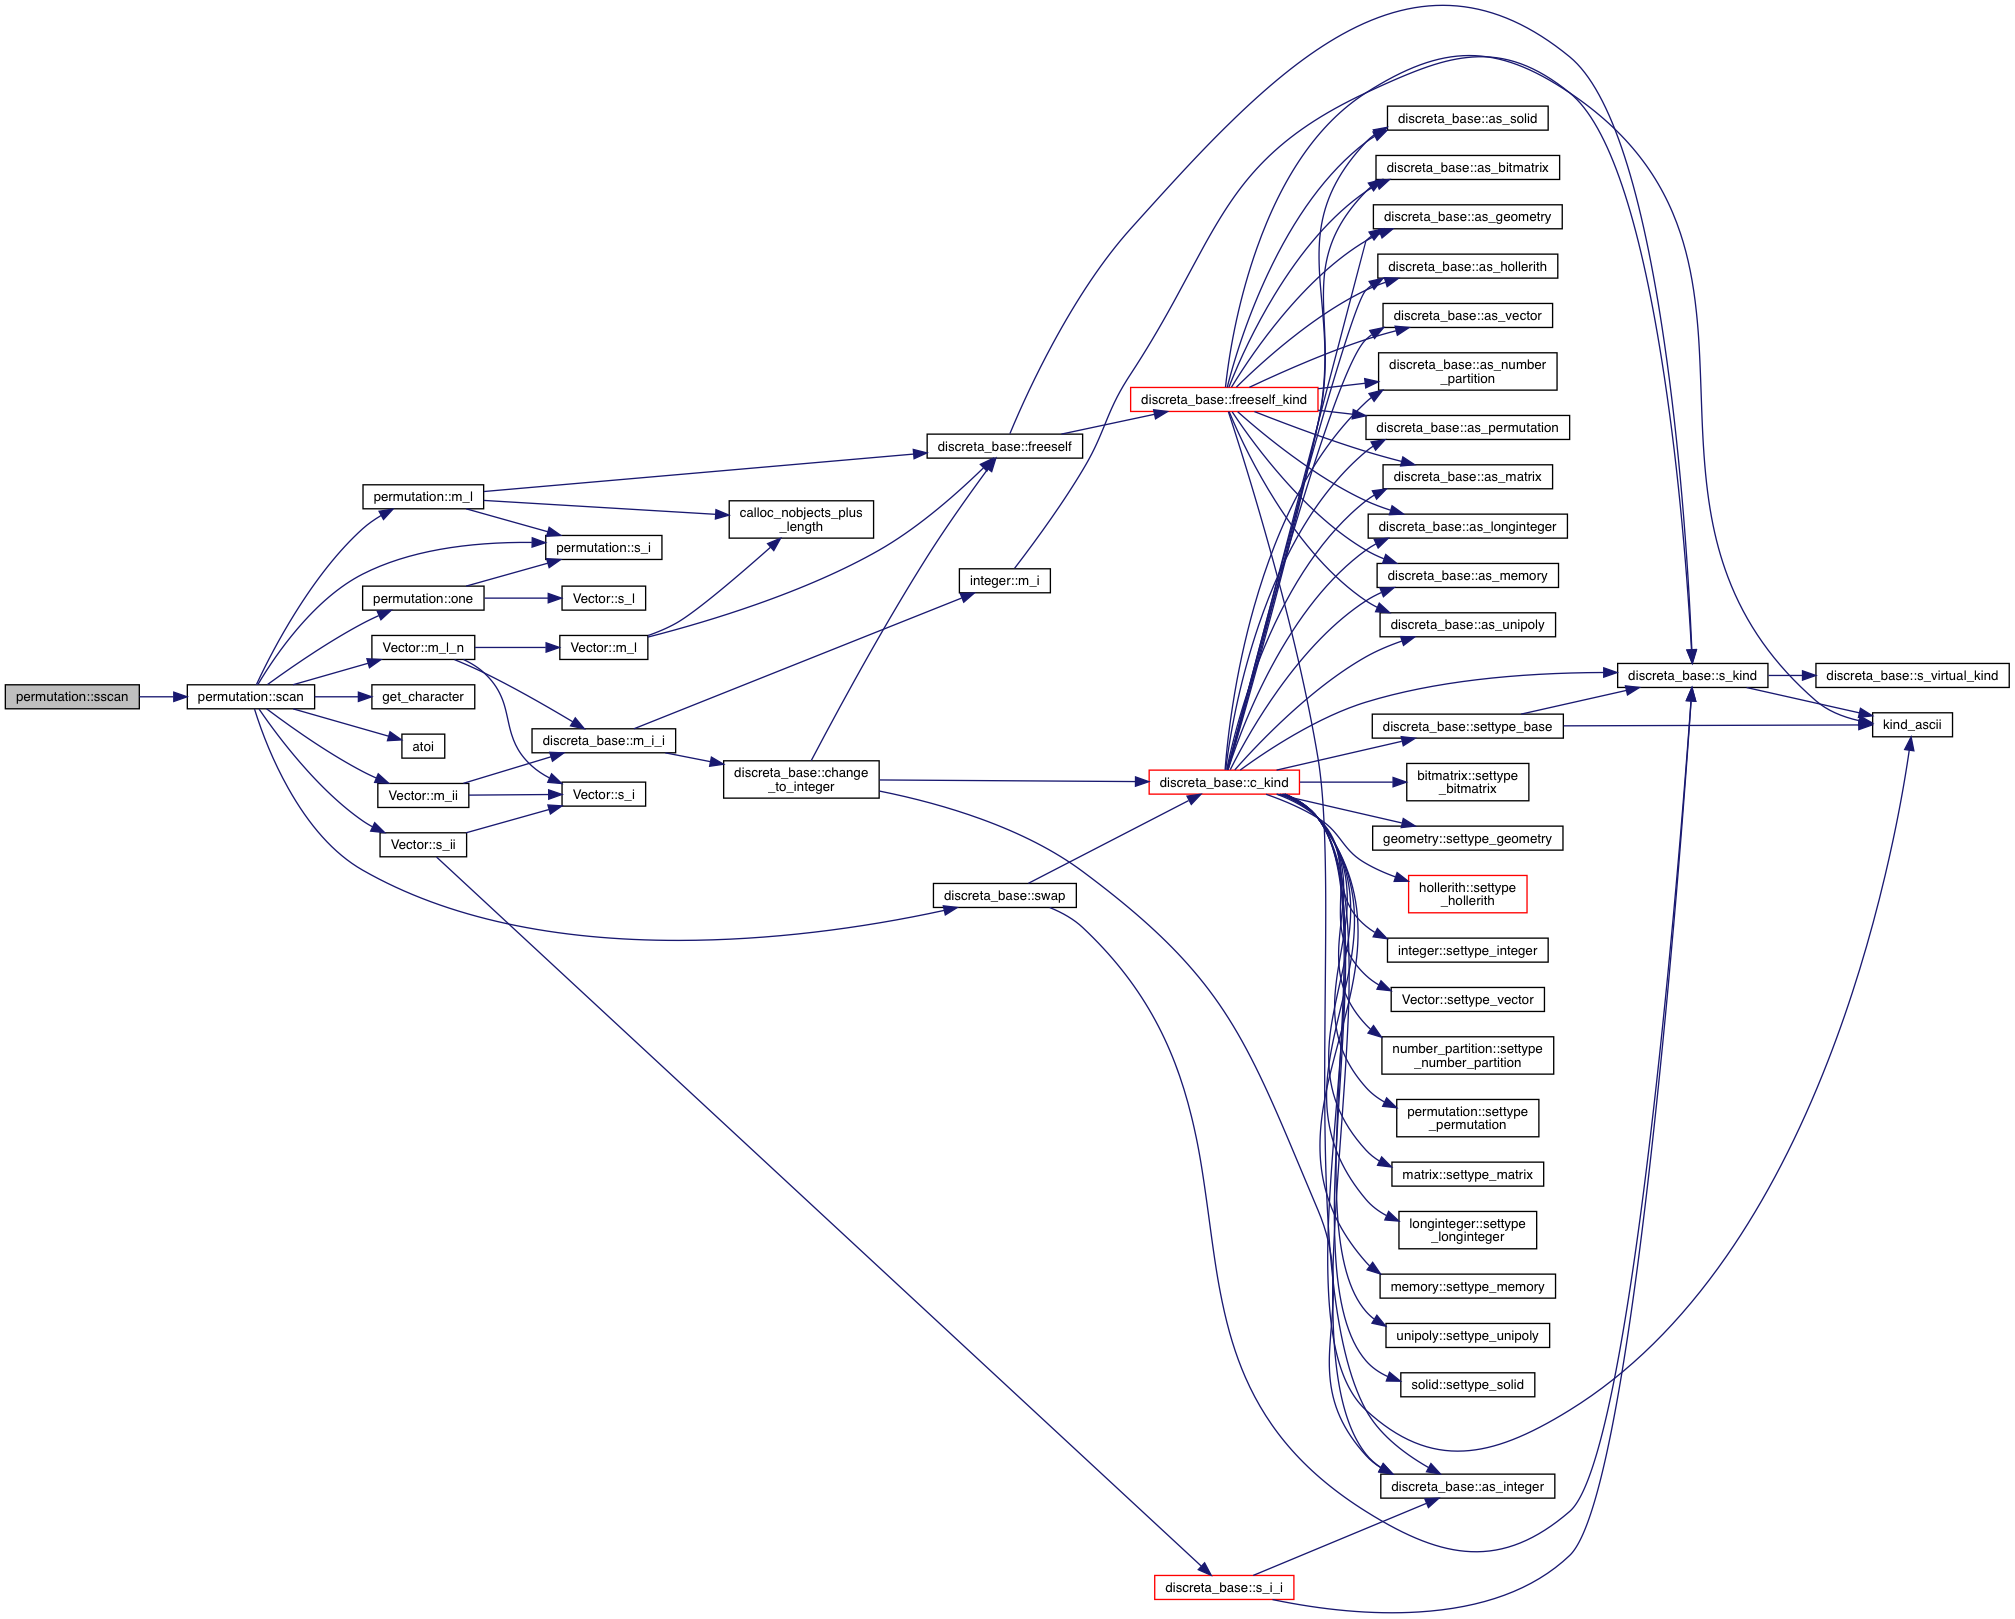 permutation::sscan
permutation::scan
permutation::m_l
permutation::one
Vector::m_l_n
get_character
atoi
Vector::m_ii
Vector::s_ii
permutation::s_i
Vector::s_l
Vector::m_l
discreta_base::m_i_i
Vector::s_i
calloc_nobjects_plus
_length
discreta_base::change
_to_integer
discreta_base::freeself
integer::m_i
discreta_base::swap
discreta_base::freeself_kind
discreta_base::c_kind
discreta_base::s_i_i
discreta_base::as_solid
discreta_base::as_bitmatrix
discreta_base::as_geometry
discreta_base::as_hollerith
discreta_base::as_vector
discreta_base::as_number
_partition
discreta_base::as_permutation
discreta_base::as_matrix
discreta_base::as_longinteger
discreta_base::as_memory
discreta_base::as_unipoly
discreta_base::settype_base
bitmatrix::settype
_bitmatrix
geometry::settype_geometry
hollerith::settype
_hollerith
integer::settype_integer
Vector::settype_vector
number_partition::settype
_number_partition
permutation::settype
_permutation
matrix::settype_matrix
longinteger::settype
_longinteger
memory::settype_memory
unipoly::settype_unipoly
solid::settype_solid
discreta_base::as_integer
discreta_base::s_kind
discreta_base::s_virtual_kind
kind_ascii